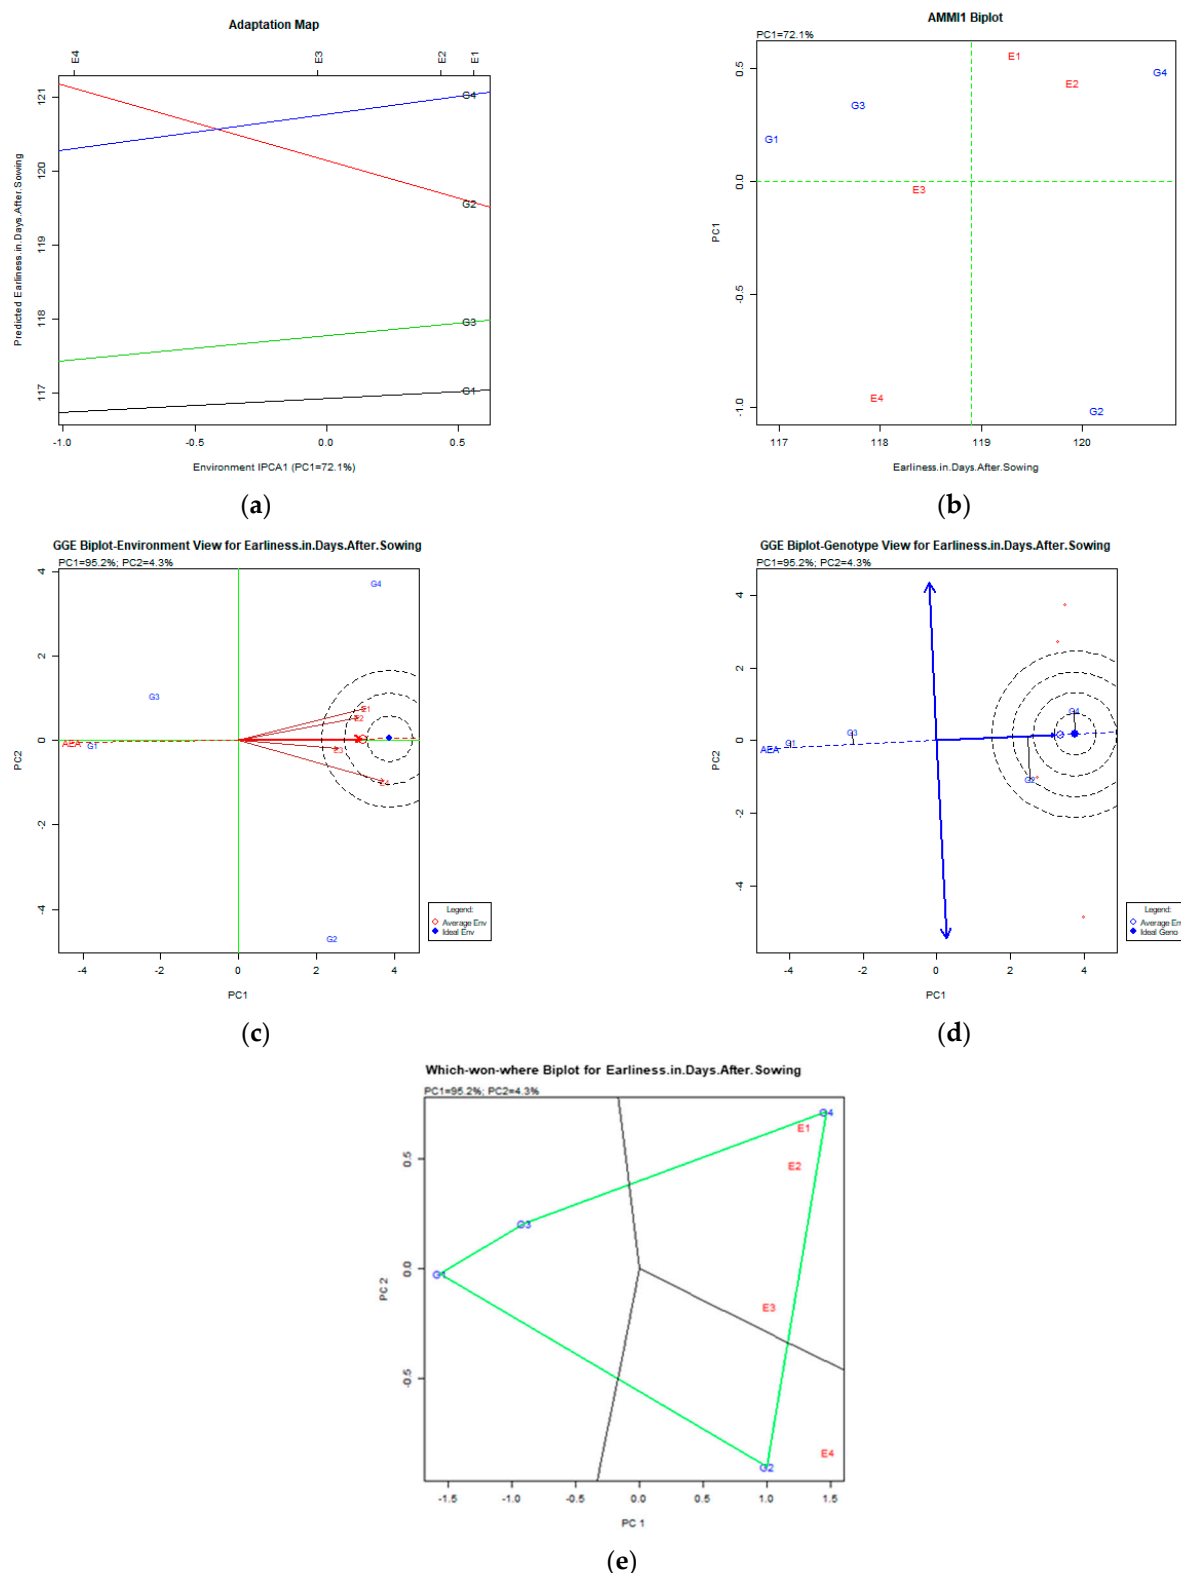 Adaptation Map
E4
E3
E2
E1
Predicted Earliness.in.Days.After.Sowing
121
120
119
118
117
G4
G2
G3
G1
-1.0
-0.5
0.0
0.5
Environment IPCA1 (PC1=72.1%)
(a)
AMMI1 Biplot
PC1=72.1%
PC1
0.5
0.0
-0.5
-1.0
E1
E2
G4
G3
G1
E3
E4
G2
117
118
119
120
Earliness.in.Days.After.Sowing
(b)
GGE Biplot-Environment View for Earliness.in.Days.After.Sowing
PC1=95.2%; PC2=4.3%
PC2
4
2
0
-2
-4
G4
G3
E1
E2
AEA
G1
E3
E4
G2
-4
-2
0
2
4
PC1
Legend:
Average Env
Ideal Env
(c)
GGE Biplot-Genotype View for Earliness.in.Days.After.Sowing
PC1=95.2%; PC2=4.3%
PC2
4
2
0
-2
-4
G4
G3
G1
AEA
G2
-4
-2
0
2
4
PC1
Legend:
Average En
Ideal Geno
(d)
Which-won-where Biplot for Earliness.in.Days.After.Sowing
PC1=95.2%; PC2=4.3%
PC 2
0.5
0.0
-0.5
G4
E1
E2
G3
G1
E3
E4
G2
-1.5
-1.0
-0.5
0.0
0.5
1.0
1.5
PC 1
(e)